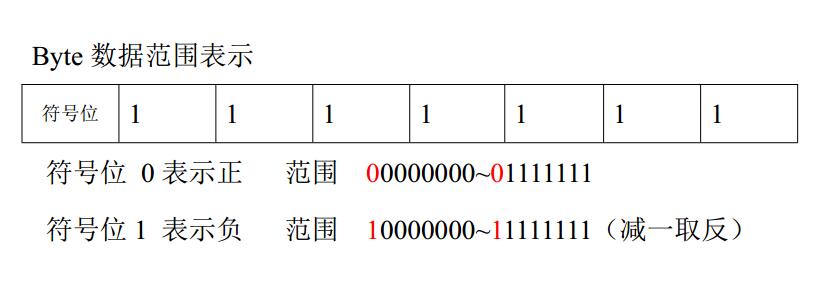 Byte 数据范围表示
符号位 1 1 1 1 1 1 1
符号位 0 表示正 范围 00000000~01111111
符号位 1 表示负 范围 10000000~11111111（减一取反）